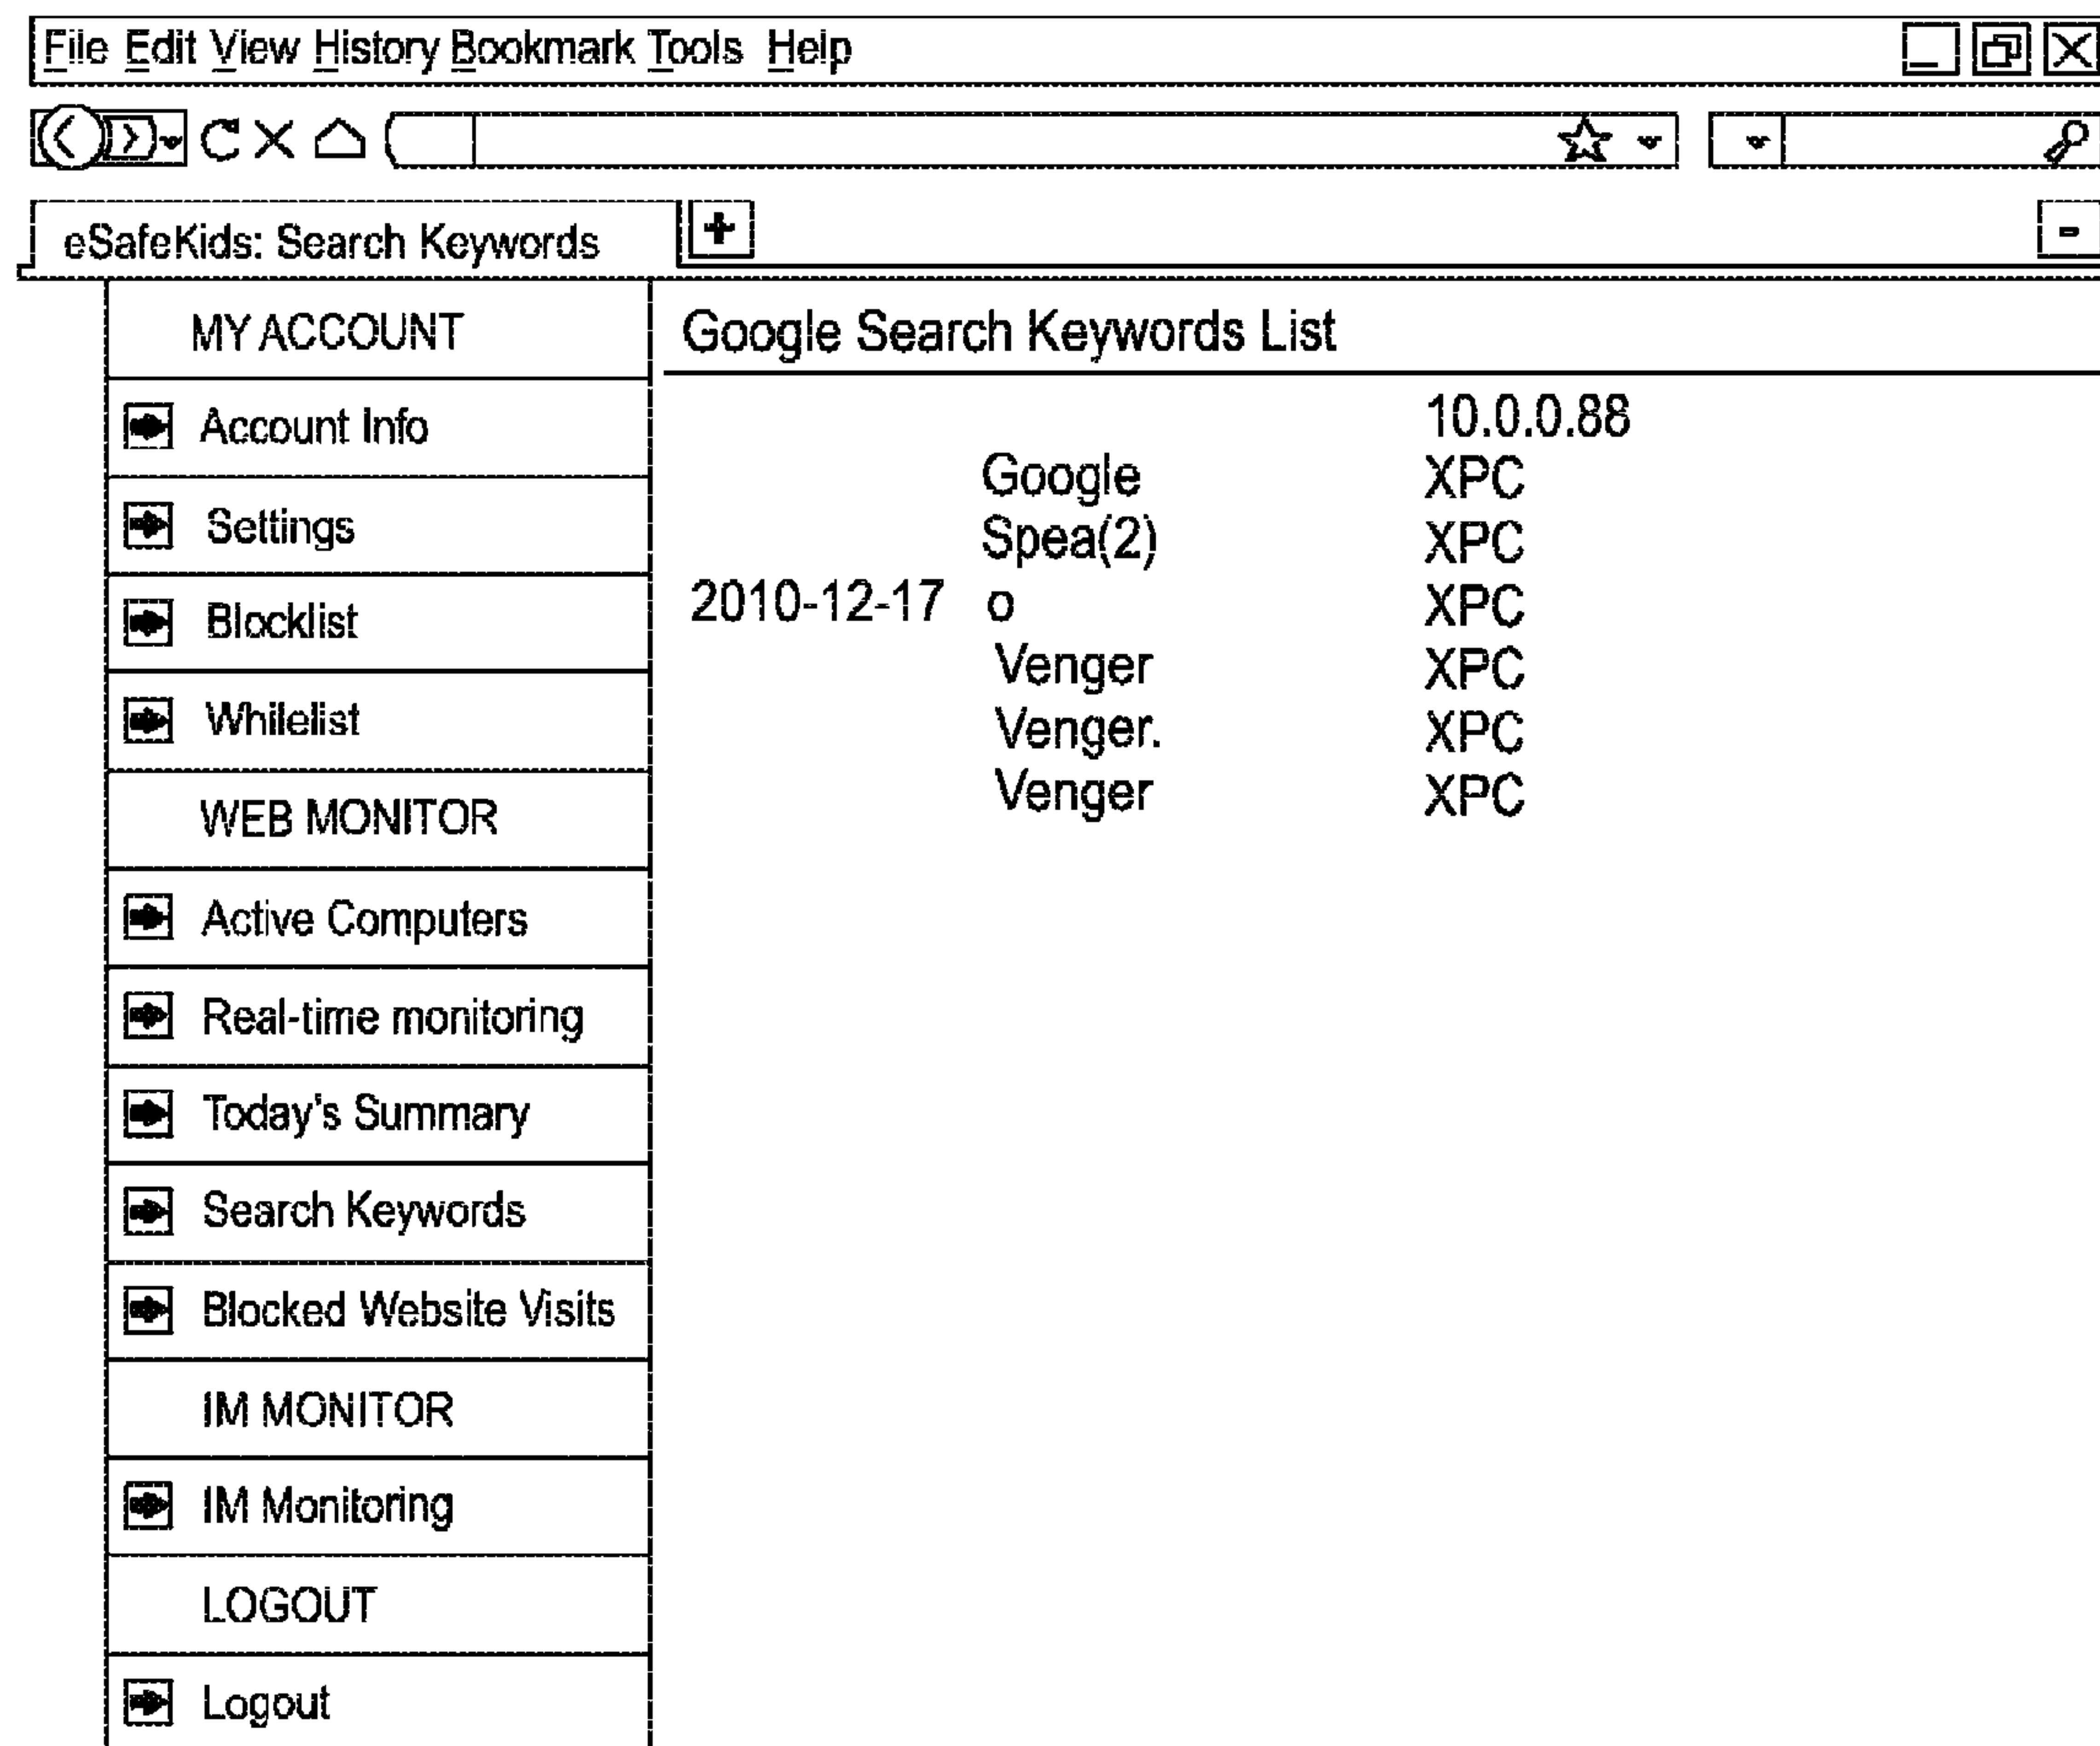 File Edit View History Bookmark Tools Help
eSafeKids: Search Keywords
MY ACCOUNT
Account Info
Settings
Blocklist
Whilelist
WEB MONITOR
Active Computers
Real-time monitoring
Today's Summary
Search Keywords
Blocked Website Visits
IM MONITOR
IM Monitoring
LOGOUT
Logout
Google Search Keywords List
10.0.0.88
Google XPC
Spea(2) XPC
2010-12-17 o XPC
Venger XPC
Venger. XPC
Venger XPC